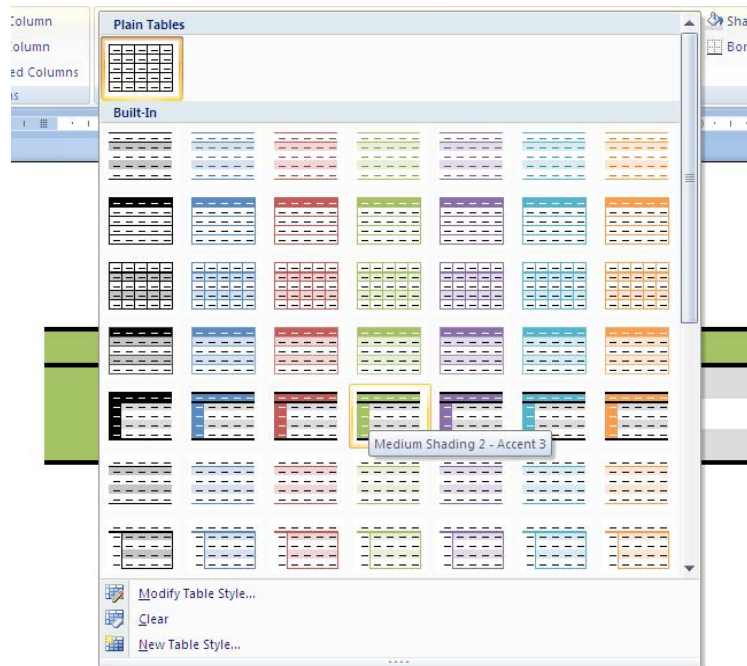 Column
Column
ed Columns
Plain Tables
Sha
Bor
Built-In
Medium Shading 2 - Accent 3
Modify Table Style...
Clear
New Table Style...